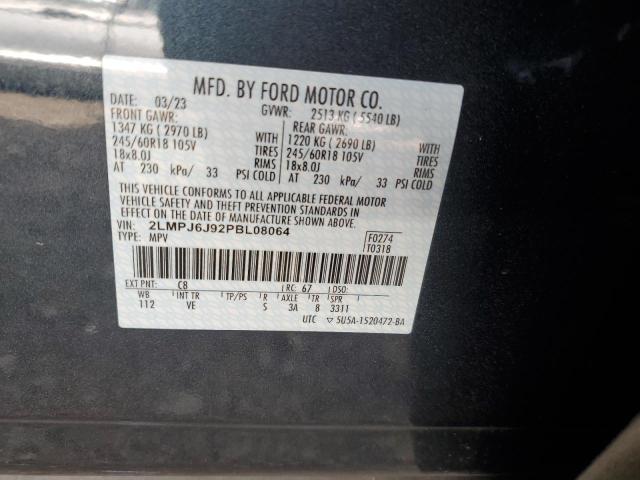 MFD. BY FORD MOTOR CO.
DATE: 03/23 GVWR: 2513 KG (5540 LB)
FRONT GAWR: REAR GAWR:
1347 KG (2970 LB) WITH 1220 KG (2690 LB) WITH
245/60R18 105V TIRES 245/60R18 105V TIRES
18x8.0J RIMS 18x8.0J RIMS
AT 230 kPa/ 33 PSI COLD AT 230 kPa/ 33 PSI COLD
THIS VEHICLE CONFORMS TO ALL APPLICABLE FEDERAL MOTOR
VEHICLE SAFETY AND THEFT PREVENTION STANDARDS IN
EFFECT ON THE DATE OF MANUFACTURE SHOWN ABOVE.
VIN: 2LMPJ6J92PBL08064 F0274
TYPE: MPV T0318
EXT PNT: C8 RC: 67 DSO:
WB INT TR TP/PS R AXLE TR SPR
112 VE S 3A 8 3311
UTC ▽ 5U5A-1520472-BA